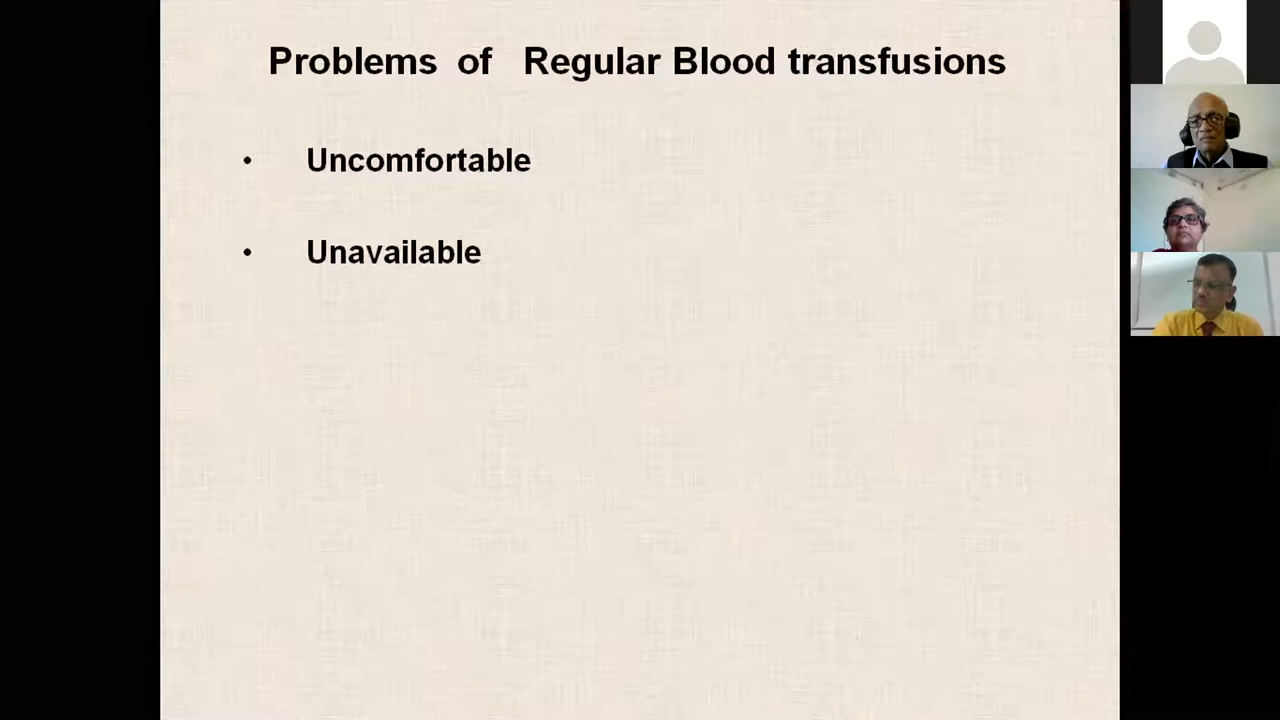 Problems of Regular Blood transfusions
• Uncomfortable
• Unavailable